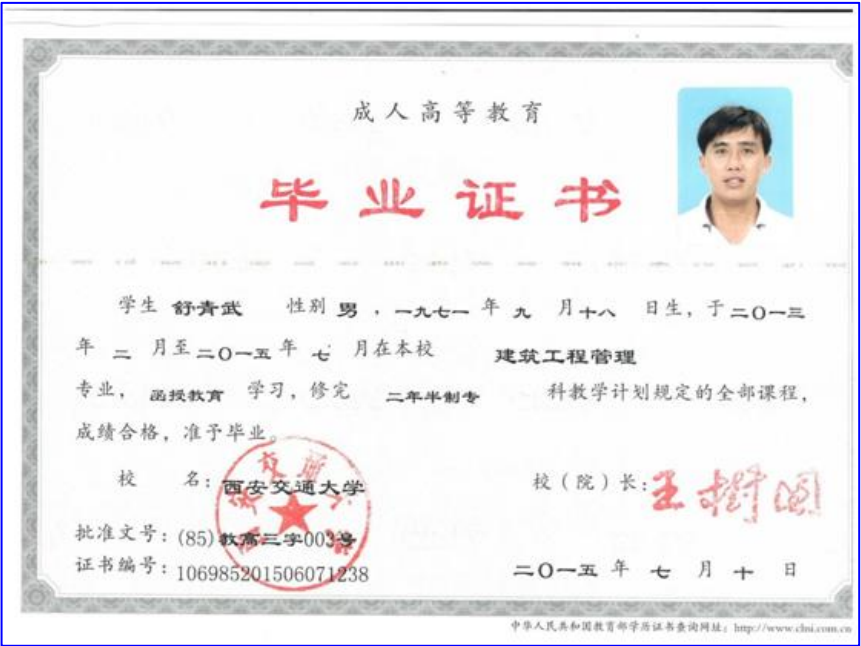 成人高等教育
毕业证书
学生 舒青武 性别 男 ，一九七一 年 九 月十八 日生，于二〇一三
年 二 月至二〇一五年 七 月在本校 建筑工程管理
专业， 函授教育 学习，修完 二年半制专 科教学计划规定的全部课程，
成绩合格，准予毕业。
校 名：西安交通大学
校（院）长：王树国
批准文号：(85)教高三字003号
证书编号：106985201506071238
二〇一五 年 七 月 十 日
中华人民共和国教育部学历证书查询网址：http://www.chsi.com.cn